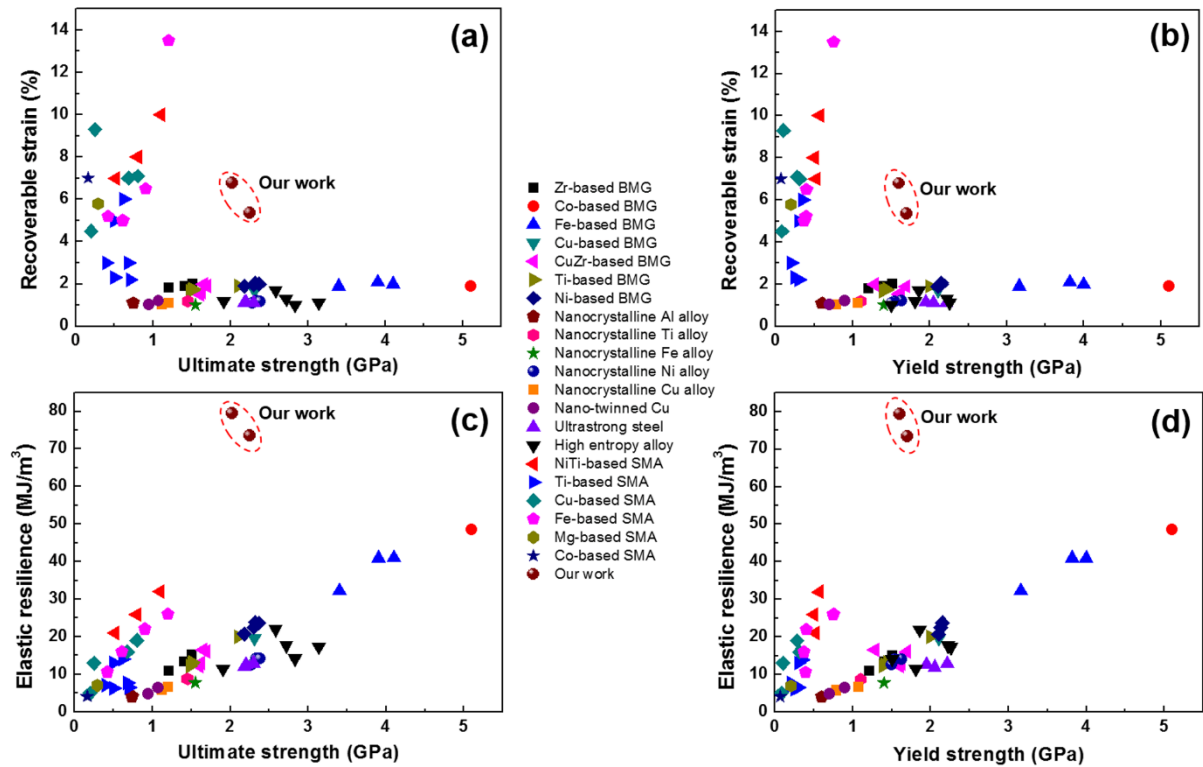 (a)
Recoverable strain (%)
14
12
10
8
6
4
2
0
Our work
0 1 2 3 4 5
Ultimate strength (GPa)
(b)
Recoverable strain (%)
14
12
10
8
6
4
2
0
Our work
0 1 2 3 4 5
Yield strength (GPa)
Zr-based BMG
Co-based BMG
Fe-based BMG
Cu-based BMG
CuZr-based BMG
Ti-based BMG
Ni-based BMG
Nanocrystalline Al alloy
Nanocrystalline Ti alloy
Nanocrystalline Fe alloy
Nanocrystalline Ni alloy
Nanocrystalline Cu alloy
Nano-twinned Cu
Ultrastrong steel
High entropy alloy
NiTi-based SMA
Ti-based SMA
Cu-based SMA
Fe-based SMA
Mg-based SMA
Co-based SMA
Our work
(c)
Elastic resilience (MJ/m³)
80
70
60
50
40
30
20
10
0
Our work
0 1 2 3 4 5
Ultimate strength (GPa)
(d)
Elastic resilience (MJ/m³)
80
70
60
50
40
30
20
10
0
Our work
0 1 2 3 4 5
Yield strength (GPa)